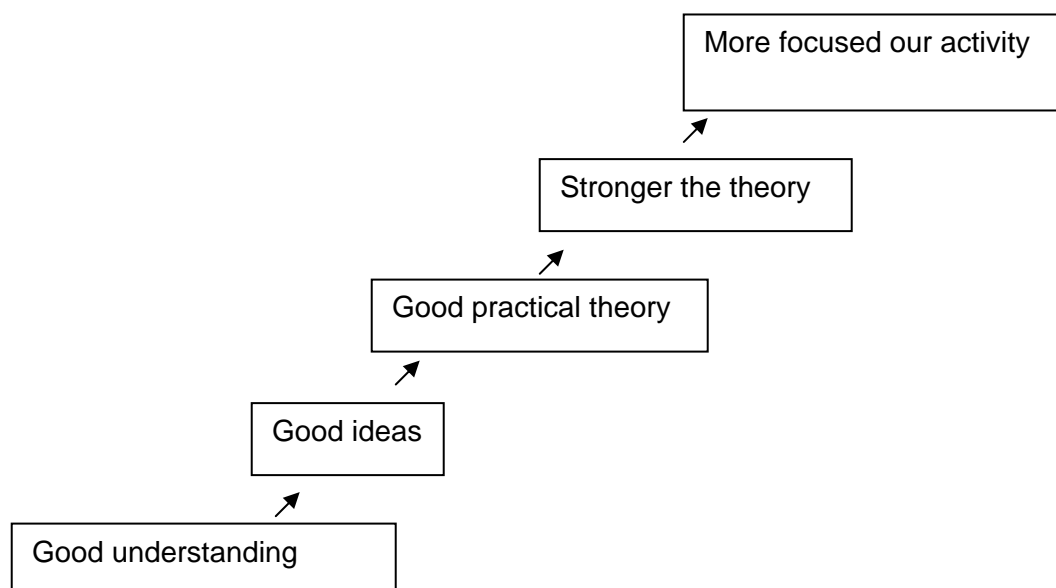 More focused our activity
Stronger the theory
Good practical theory
Good ideas
Good understanding